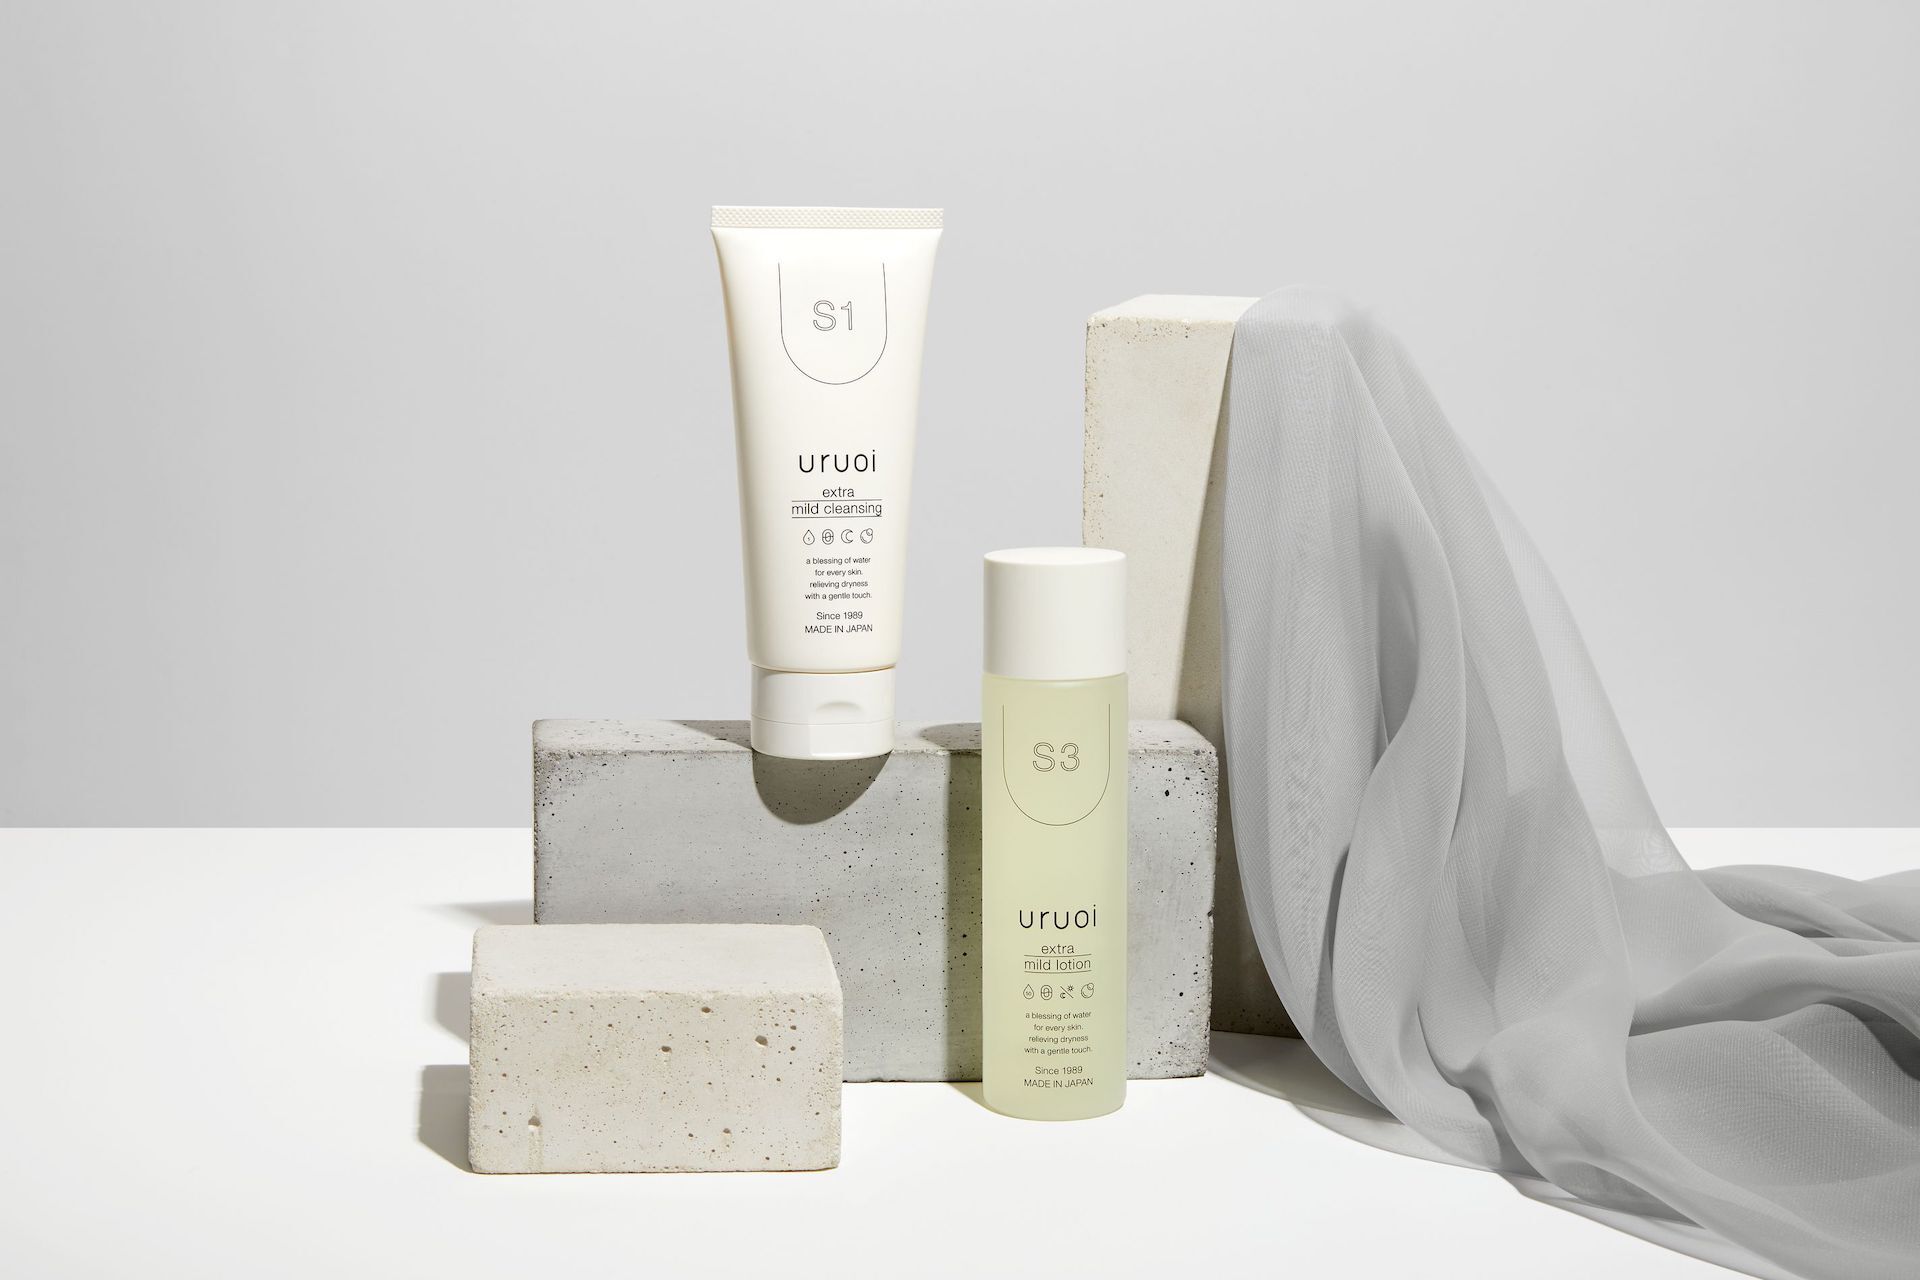 S1
uruoi
extra
mild cleansing
a blessing of water
for every skin.
relieving dryness
with a gentle touch.
Since 1989
MADE IN JAPAN
S3
uruoi
extra
mild lotion
50
a blessing of water
for every skin.
relieving dryness
with a gentle touch.
Since 1989
MADE IN JAPAN